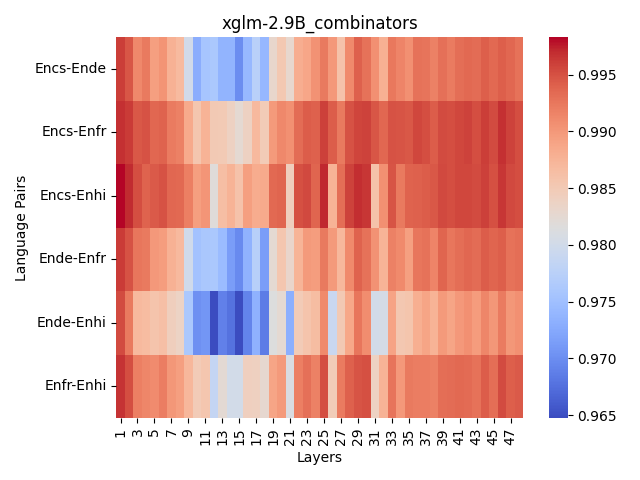 xglm-2.9B_combinators
Language Pairs
Encs-Ende
Encs-Enfr
Encs-Enhi
Ende-Enfr
Ende-Enhi
Enfr-Enhi
1 3 5 7 9 11 13 15 17 19 21 23 25 27 29 31 33 35 37 39 41 43 45 47
Layers
0.995
0.990
0.985
0.980
0.975
0.970
0.965